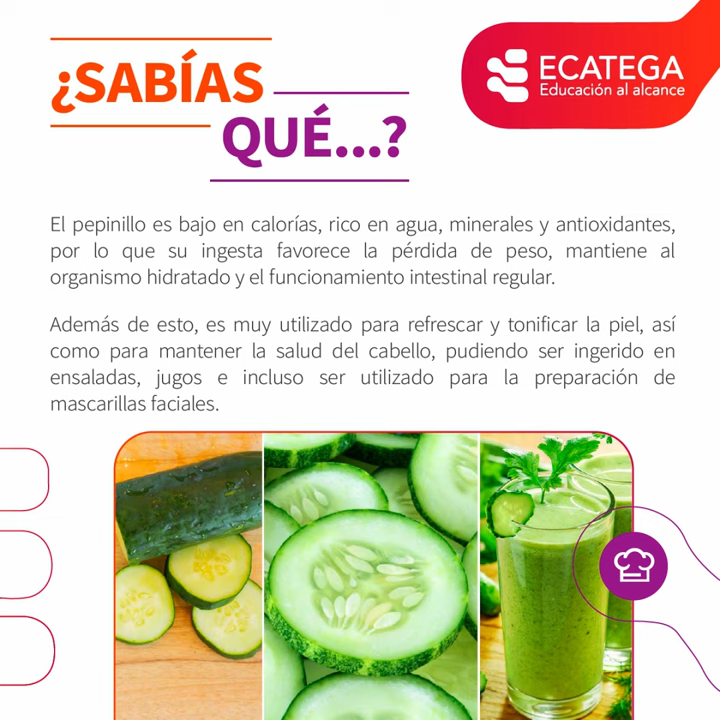 ¿SABÍAS
QUÉ...?
ECATEGA
Educación al alcance
El pepinillo es bajo en calorías, rico en agua, minerales y antioxidantes,
por lo que su ingesta favorece la pérdida de peso, mantiene al
organismo hidratado y el funcionamiento intestinal regular.
Además de esto, es muy utilizado para refrescar y tonificar la piel, así
como para mantener la salud del cabello, pudiendo ser ingerido en
ensaladas, jugos e incluso ser utilizado para la preparación de
mascarillas faciales.